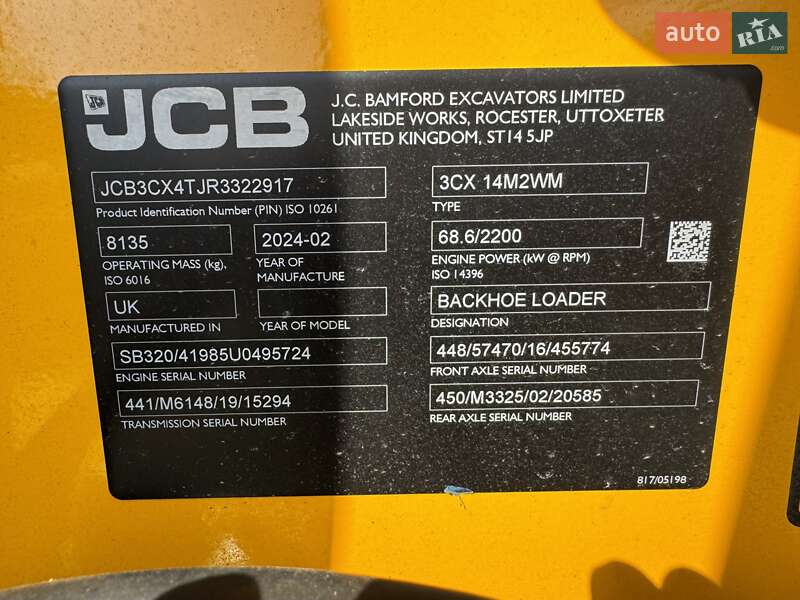 auto RIA.com
JCB
J.C. BAMFORD EXCAVATORS LIMITED
LAKESIDE WORKS, ROCESTER, UTTOXETER
UNITED KINGDOM, ST14 5JP
JCB3CX4TJR3322917
Product Identification Number (PIN) ISO 10261
3CX 14M2WM
TYPE
8135
OPERATING MASS (kg),
ISO 6016
2024-02
YEAR OF
MANUFACTURE
68.6/2200
ENGINE POWER (kW @ RPM)
ISO 14396
UK
MANUFACTURED IN
YEAR OF MODEL
BACKHOE LOADER
DESIGNATION
SB320/41985U0495724
ENGINE SERIAL NUMBER
448/57470/16/455774
FRONT AXLE SERIAL NUMBER
441/M6148/19/15294
TRANSMISSION SERIAL NUMBER
450/M3325/02/20585
REAR AXLE SERIAL NUMBER
817/05198